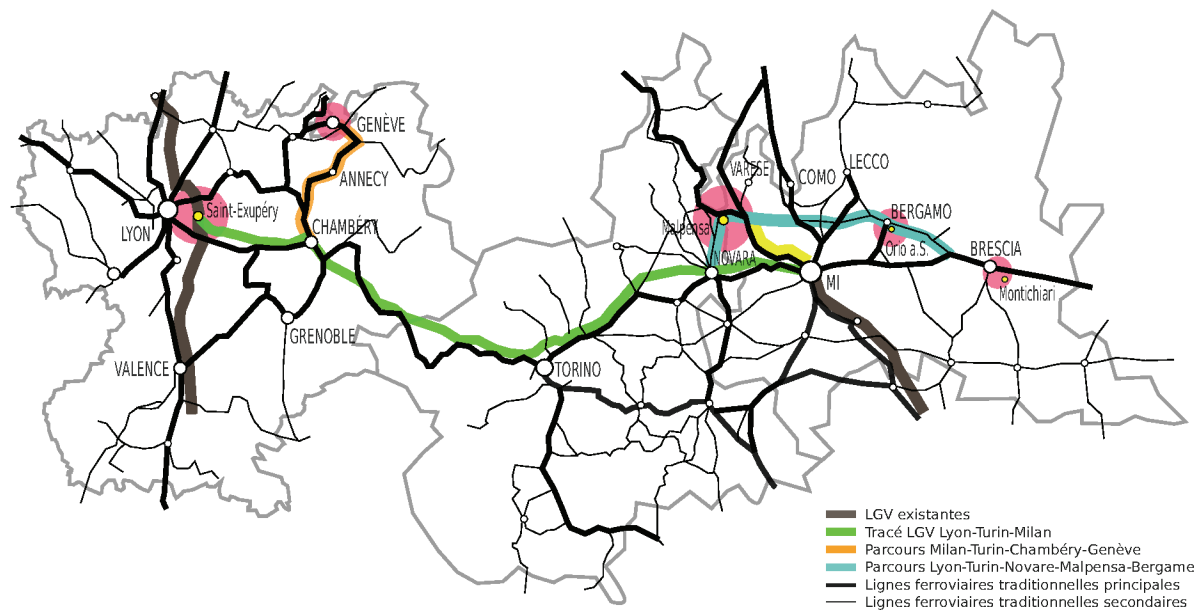 GENÈVE
ANNECY
Saint-Exupéry
LYON
CHAMBÉRY
GRENOBLE
VALENCE
TORINO
VARESE
COMO
LECCO
Malpensa
NOVARA
MI
BERGAMO
Orio a.S.
BRESCIA
Montichiari
LGV existantes
Tracé LGV Lyon-Turin-Milan
Parcours Milan-Turin-Chambéry-Genève
Parcours Lyon-Turin-Novare-Malpensa-Bergame
Lignes ferroviaires traditionnelles principales
Lignes ferroviaires traditionnelles secondaires